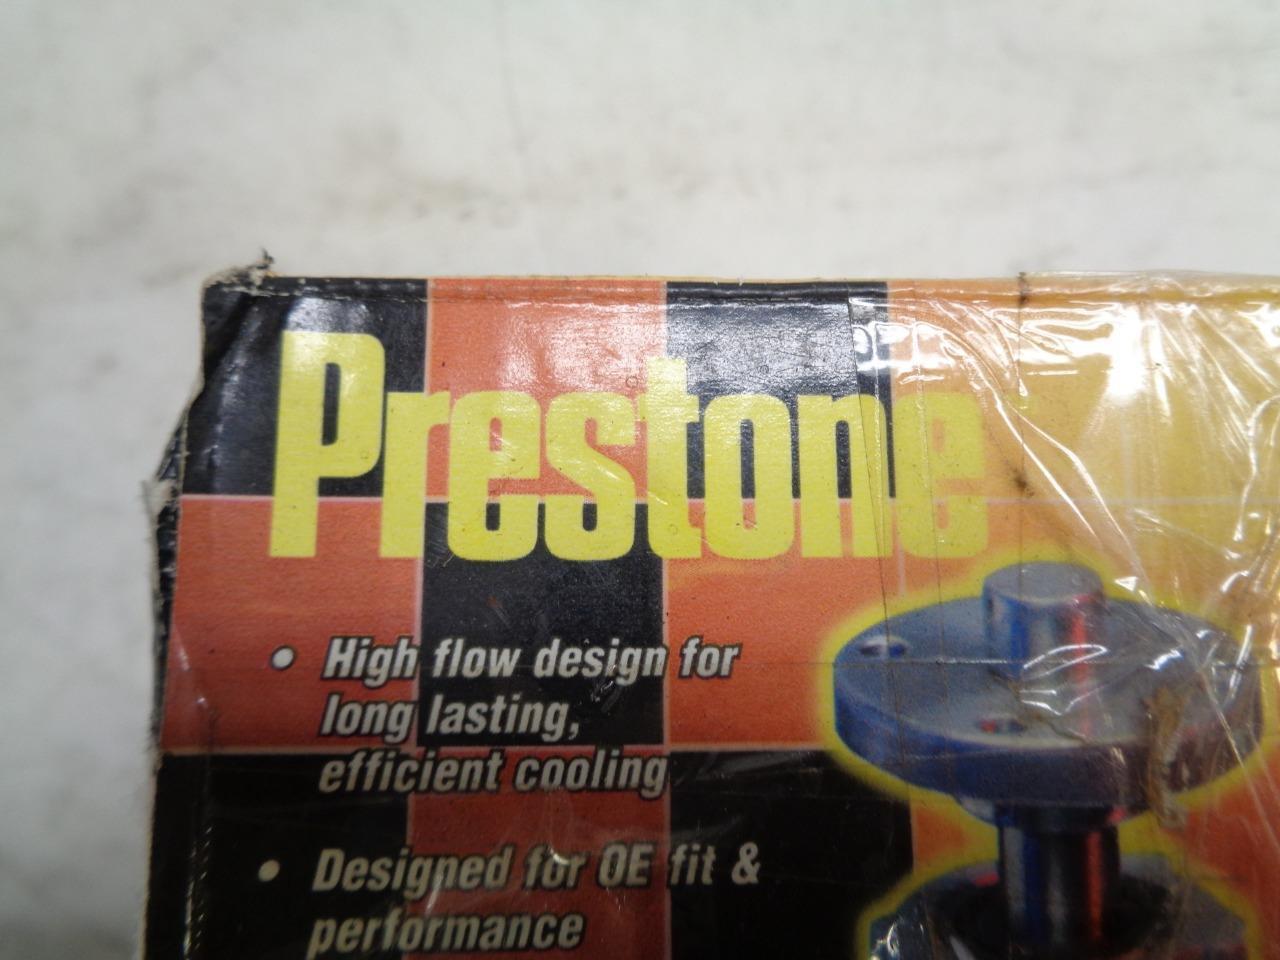 Prestone
• High flow design for
long lasting,
efficient cooling
• Designed for OE fit &
performance